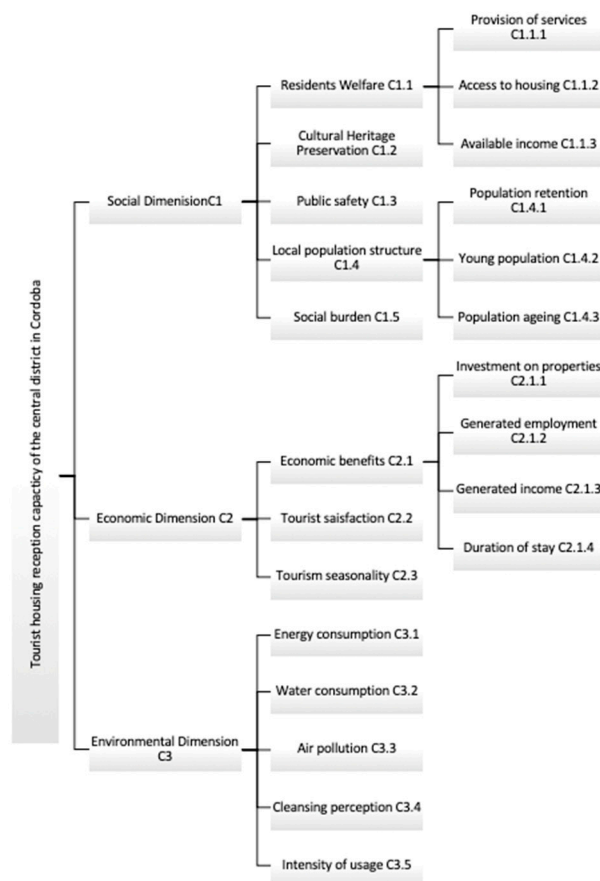 Tourist housing reception capacticy of the central district in Cordoba
Social DimenisionC1
Residents Welfare C1.1
Provision of services
C1.1.1
Access to housing C1.1.2
Available income C1.1.3
Cultural Heritage
Preservation C1.2
Public safety C1.3
Local population structure
C1.4
Population retention
C1.4.1
Young population C1.4.2
Population ageing C1.4.3
Social burden C1.5
Economic Dimension C2
Economic benefits C2.1
Investment on properties
C2.1.1
Generated employment
C2.1.2
Generated income C2.1.3
Duration of stay C2.1.4
Tourist saisfaction C2.2
Tourism seasonality C2.3
Environmental Dimension
C3
Energy consumption C3.1
Water consumption C3.2
Air pollution C3.3
Cleansing perception C3.4
Intensity of usage C3.5